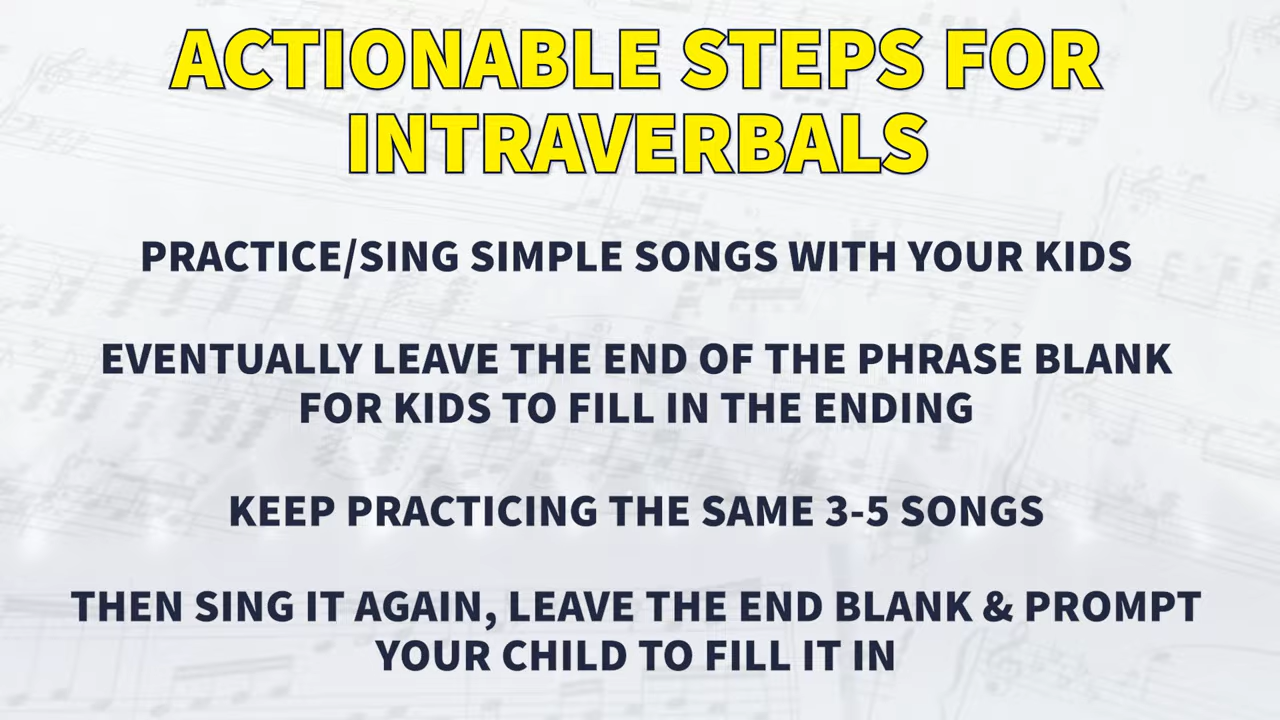 ACTIONABLE STEPS FOR
INTRAVERBALS
PRACTICE/SING SIMPLE SONGS WITH YOUR KIDS
EVENTUALLY LEAVE THE END OF THE PHRASE BLANK
FOR KIDS TO FILL IN THE ENDING
KEEP PRACTICING THE SAME 3-5 SONGS
THEN SING IT AGAIN, LEAVE THE END BLANK & PROMPT
YOUR CHILD TO FILL IT IN